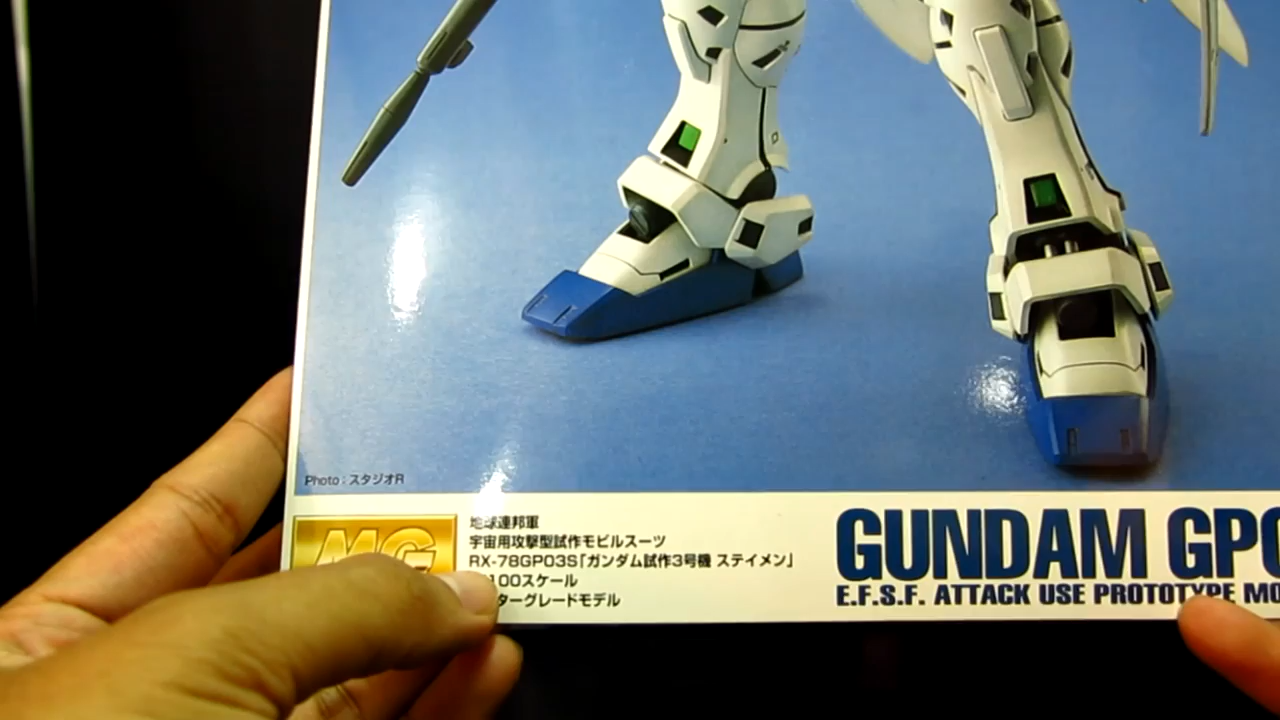 Photo:スタジオR
MG
地球連邦軍
宇宙用攻撃型試作モビルスーツ
RX-78GP03S「ガンダム試作3号機 ステイメン」
100スケール
ターグレードモデル
GUNDAM GP0
E.F.S.F. ATTACK USE PROTOTYPE MO